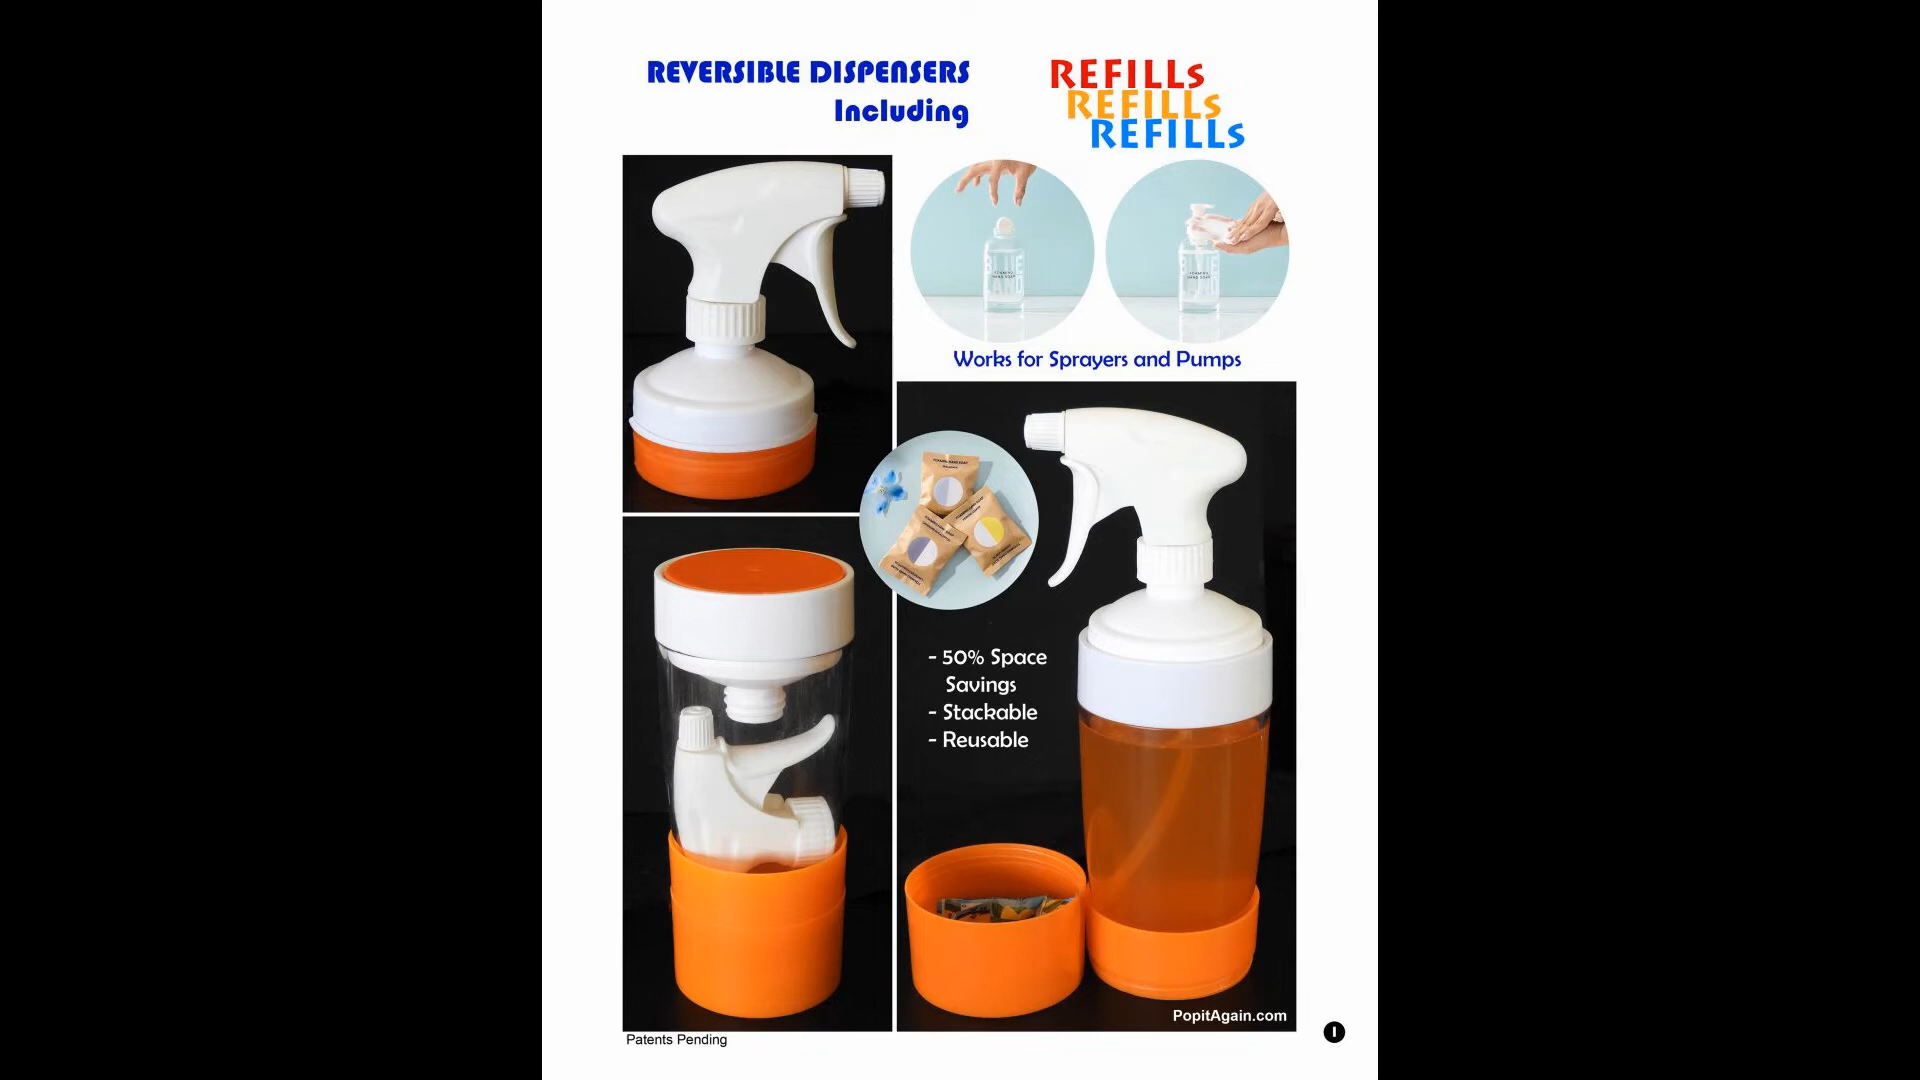 REVERSIBLE DISPENSERS
Including
REFILLs
REFILLs
REFILLs
Works for Sprayers and Pumps
- 50% Space
Savings
- Stackable
- Reusable
PopitAgain.com
Patents Pending
1